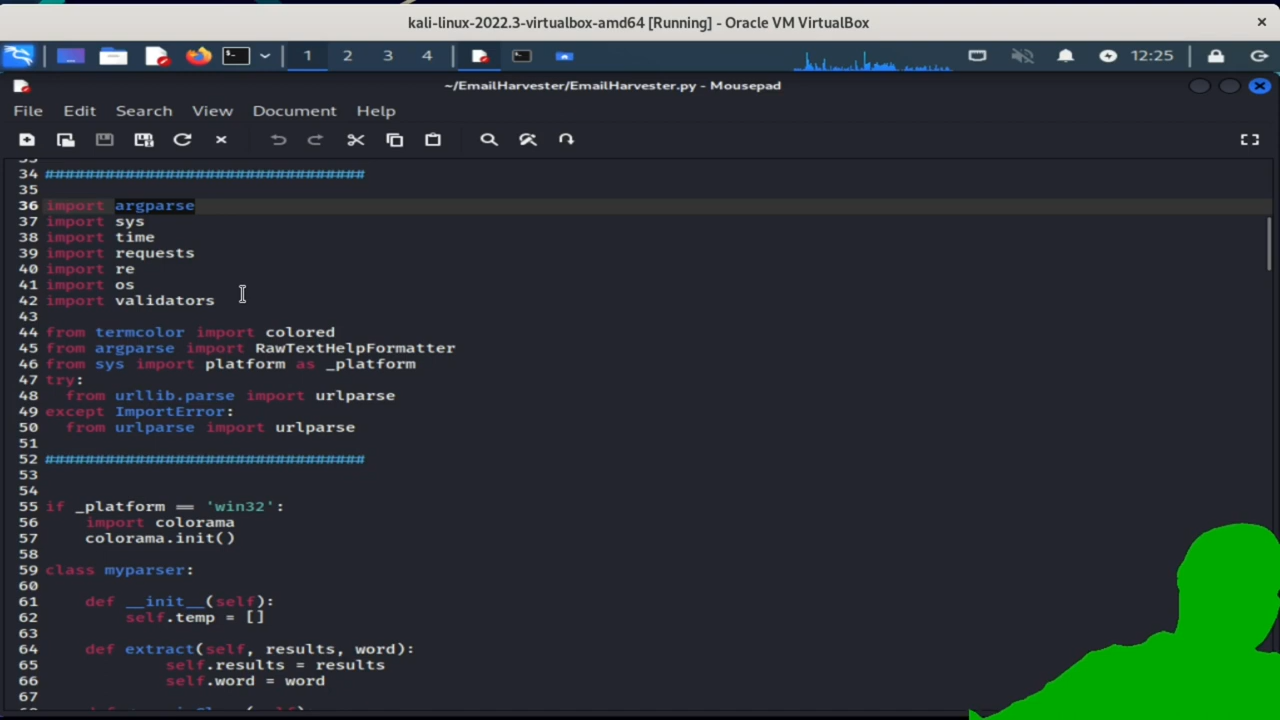 kali-linux-2022.3-virtualbox-amd64 [Running] - Oracle VM VirtualBox
1 2 3 4 12:25
~/EmailHarvester/EmailHarvester.py - Mousepad
File Edit Search View Document Help
34 ################################
35
36 import argparse
37 import sys
38 import time
39 import requests
40 import re
41 import os
42 import validators
43
44 from termcolor import colored
45 from argparse import RawTextHelpFormatter
46 from sys import platform as _platform
47 try:
48   from urllib.parse import urlparse
49 except ImportError:
50   from urlparse import urlparse
51
52 ################################
53
54
55 if _platform == 'win32':
56     import colorama
57     colorama.init()
58
59 class myparser:
60
61     def __init__(self):
62         self.temp = []
63
64     def extract(self, results, word):
65             self.results = results
66             self.word = word
67